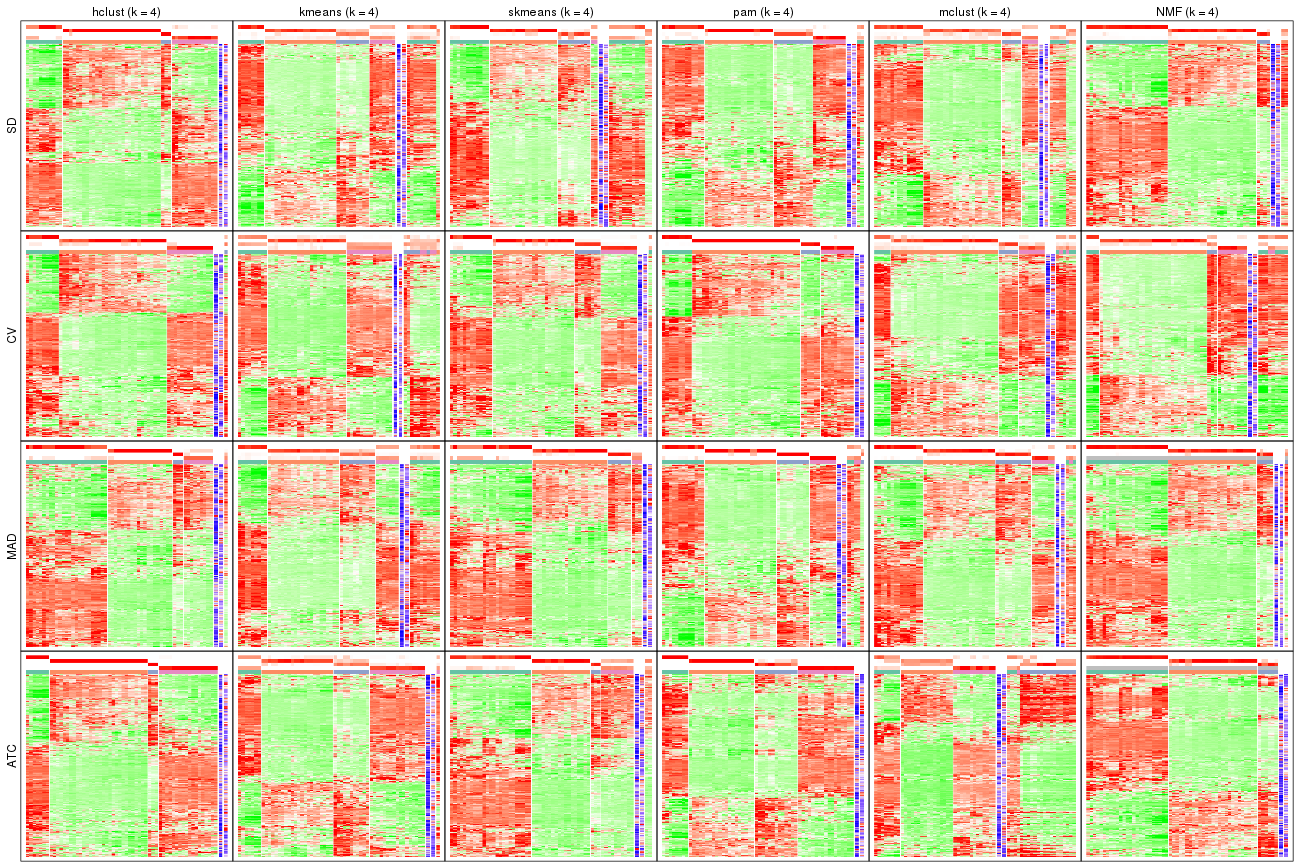 hclust (k = 4) kmeans (k = 4) skmeans (k = 4) pam (k = 4) mclust (k = 4) NMF (k = 4)
SD
CV
MAD
ATC